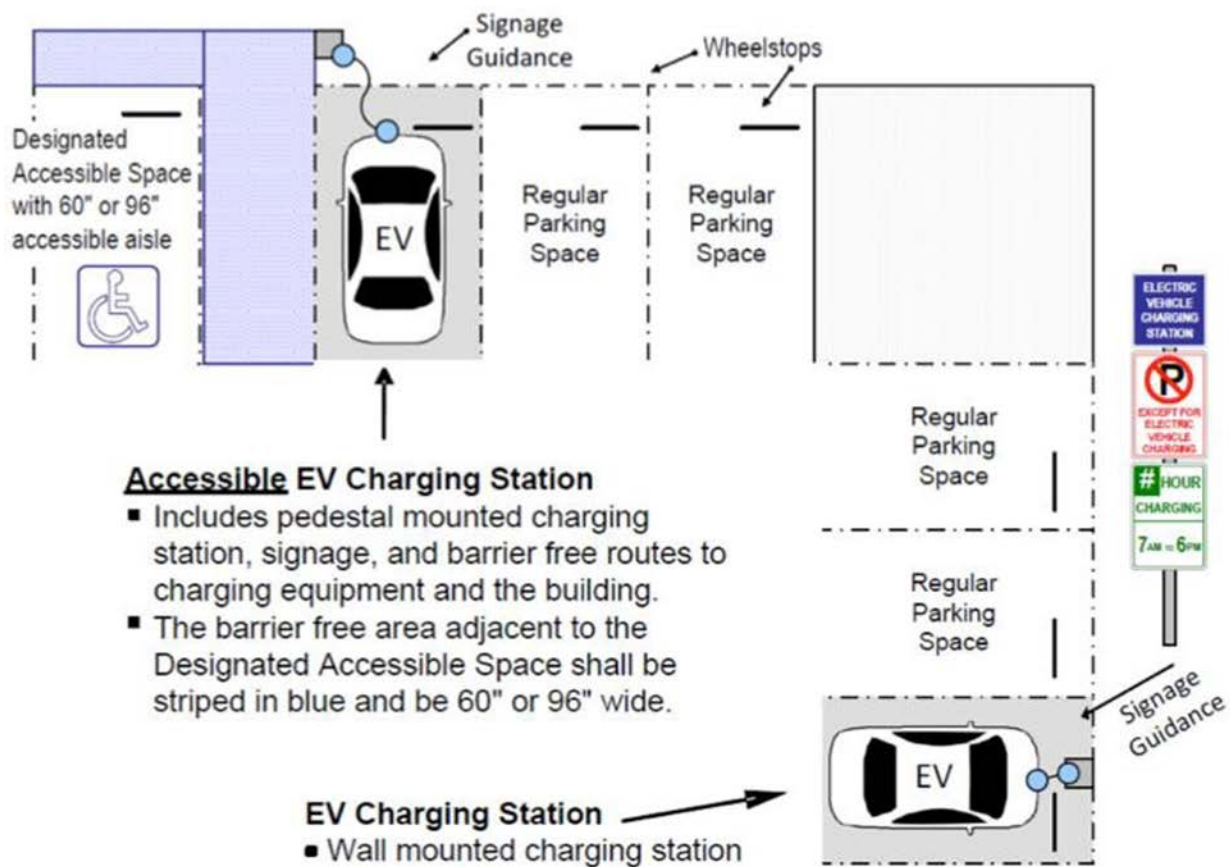 Signage
Guidance
Wheelstops
Designated
Accessible Space
with 60" or 96"
accessible aisle
EV
Regular
Parking
Space
Regular
Parking
Space
ELECTRIC
VEHICLE
CHARGING
STATION
P
EXCEPT FOR
ELECTRIC
VEHICLE
CHARGING
# HOUR
CHARGING
7AM TO 6PM
Regular
Parking
Space
Accessible EV Charging Station
▪ Includes pedestal mounted charging
station, signage, and barrier free routes to
charging equipment and the building.
▪ The barrier free area adjacent to the
Designated Accessible Space shall be
striped in blue and be 60" or 96" wide.
Regular
Parking
Space
Signage
Guidance
EV
EV Charging Station
▪ Wall mounted charging station